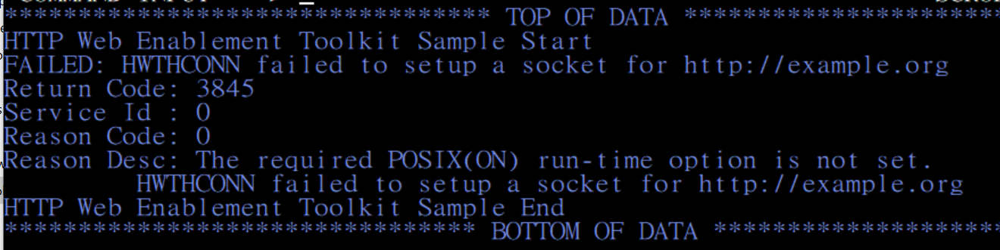 ******************************** TOP OF DATA **********************
HTTP Web Enablement Toolkit Sample Start
FAILED: HWTHCONN failed to setup a socket for http://example.org
Return Code: 3845
Service Id : 0
Reason Code: 0
Reason Desc: The required POSIX(ON) run-time option is not set.
         HWTHCONN failed to setup a socket for http://example.org
HTTP Web Enablement Toolkit Sample End
******************************** BOTTOM OF DATA ********************